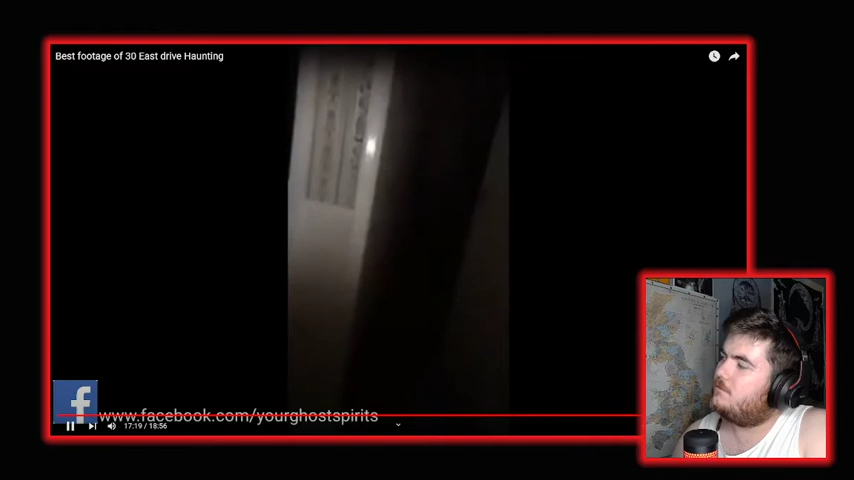 Best footage of 30 East drive Haunting
f
www.facebook.com/yourghostspirits
17:19 / 18:56